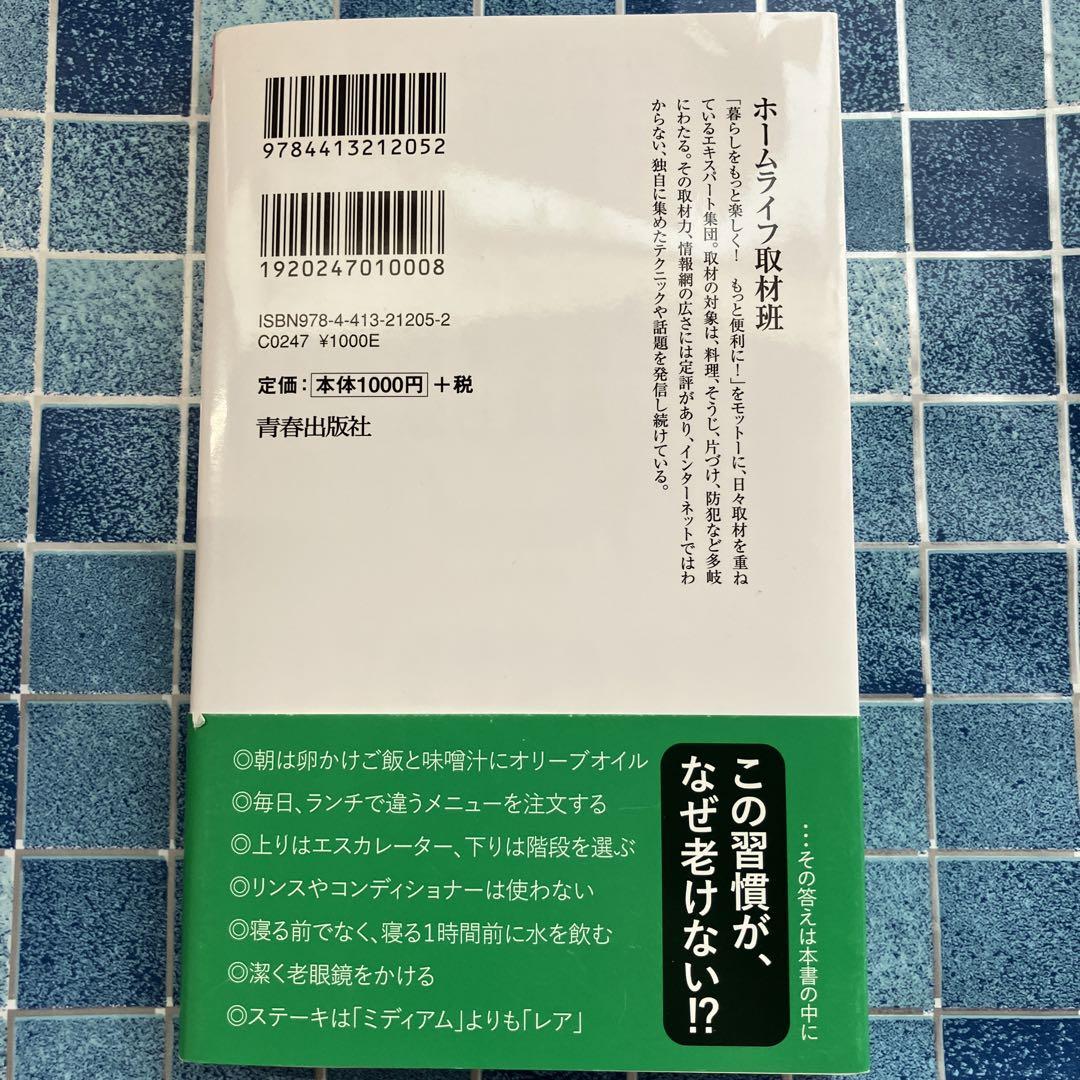 9784413212052
1920247010008
ISBN978-4-413-21205-2
C0247 ¥1000E
定価：本体1000円＋税
青春出版社
ホームライフ取材班
「暮らしをもっと楽しく！　もっと便利に！」をモットーに、日々取材を重ね
ているエキスパート集団。取材の対象は、料理、そうじ、片づけ、防犯など多岐
にわたる。その取材力、情報網の広さには定評があり、インターネットではわ
からない、独自に集めたテクニックや話題を発信し続けている。
この習慣が、
なぜ老けない!?
…その答えは本書の中に
◎朝は卵かけご飯と味噌汁にオリーブオイル
◎毎日、ランチで違うメニューを注文する
◎上りはエスカレーター、下りは階段を選ぶ
◎リンスやコンディショナーは使わない
◎寝る前でなく、寝る1時間前に水を飲む
◎潔く老眼鏡をかける
◎ステーキは「ミディアム」よりも「レア」